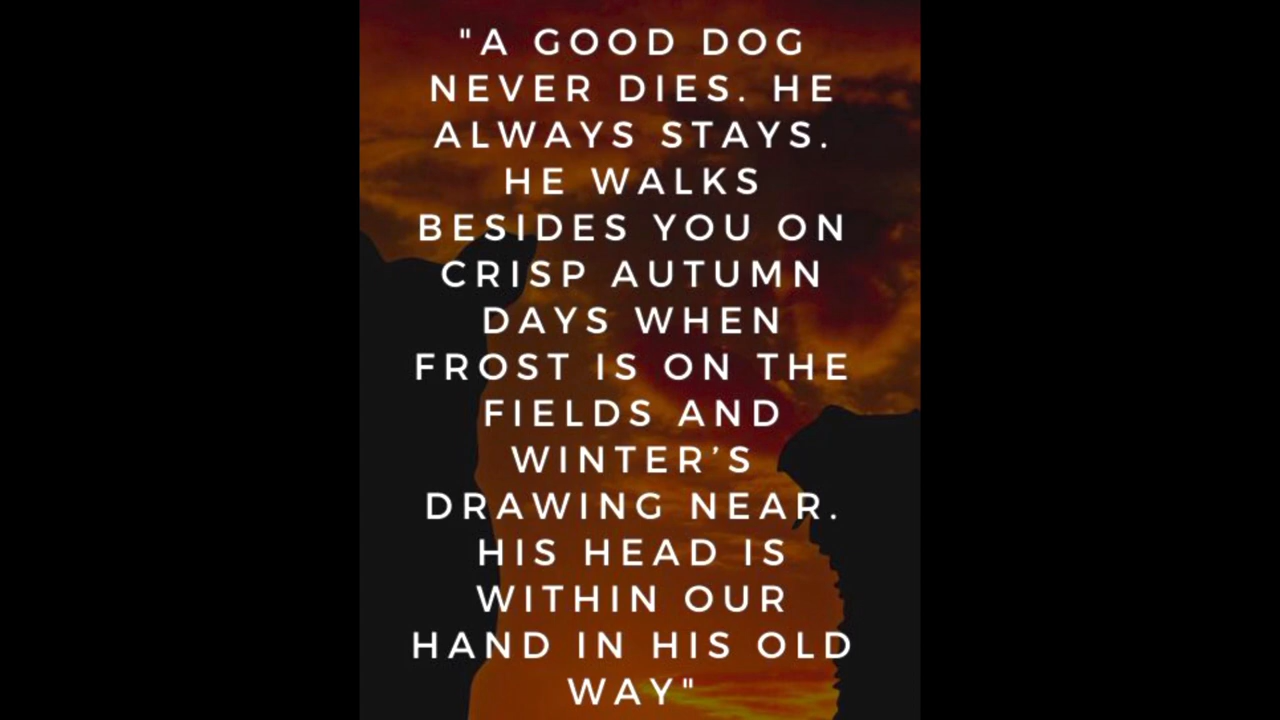 "A GOOD DOG
NEVER DIES. HE
ALWAYS STAYS.
HE WALKS
BESIDES YOU ON
CRISP AUTUMN
DAYS WHEN
FROST IS ON THE
FIELDS AND
WINTER’S
DRAWING NEAR.
HIS HEAD IS
WITHIN OUR
HAND IN HIS OLD
WAY"